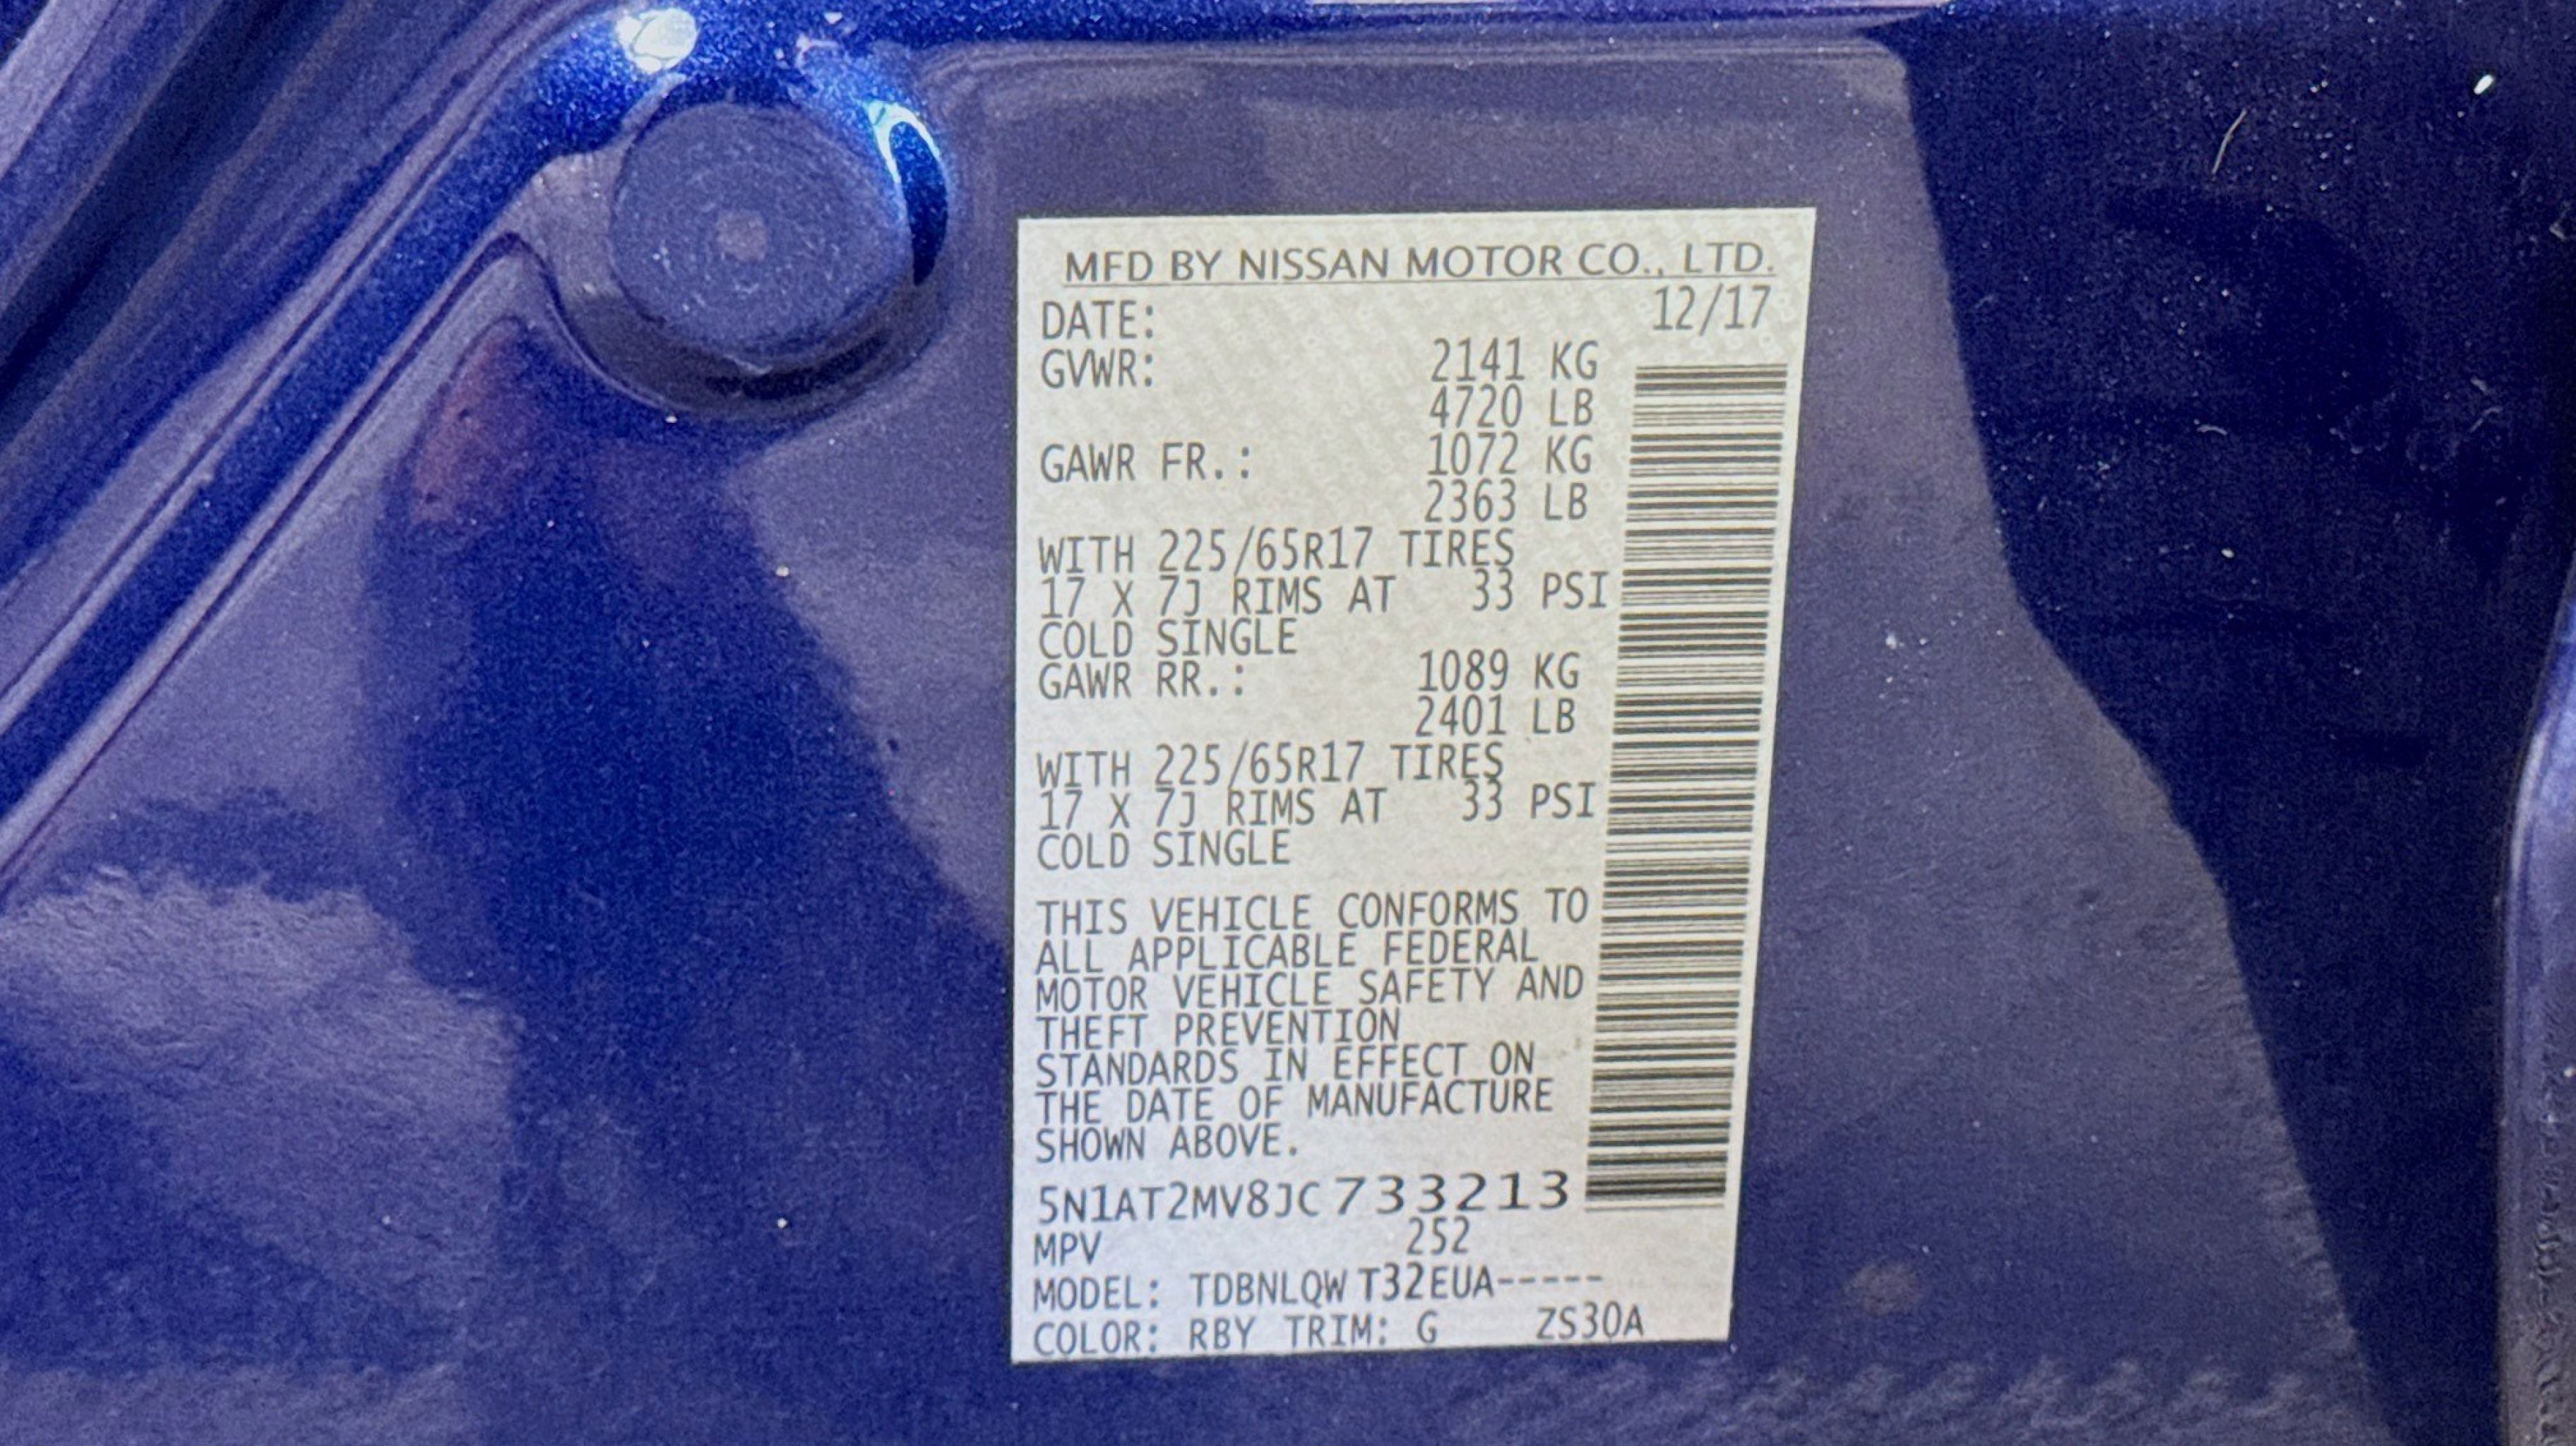 MFD BY NISSAN MOTOR CO., LTD.
DATE: 12/17
GVWR: 2141 KG
4720 LB
GAWR FR.: 1072 KG
2363 LB
WITH 225/65R17 TIRES
17 X 7J RIMS AT 33 PSI
COLD SINGLE
GAWR RR.: 1089 KG
2401 LB
WITH 225/65R17 TIRES
17 X 7J RIMS AT 33 PSI
COLD SINGLE
THIS VEHICLE CONFORMS TO
ALL APPLICABLE FEDERAL
MOTOR VEHICLE SAFETY AND
THEFT PREVENTION
STANDARDS IN EFFECT ON
THE DATE OF MANUFACTURE
SHOWN ABOVE.
5N1AT2MV8JC733213
MPV 252
MODEL: TDBNLQW T32EUA-----
COLOR: RBY TRIM: G ZS30A